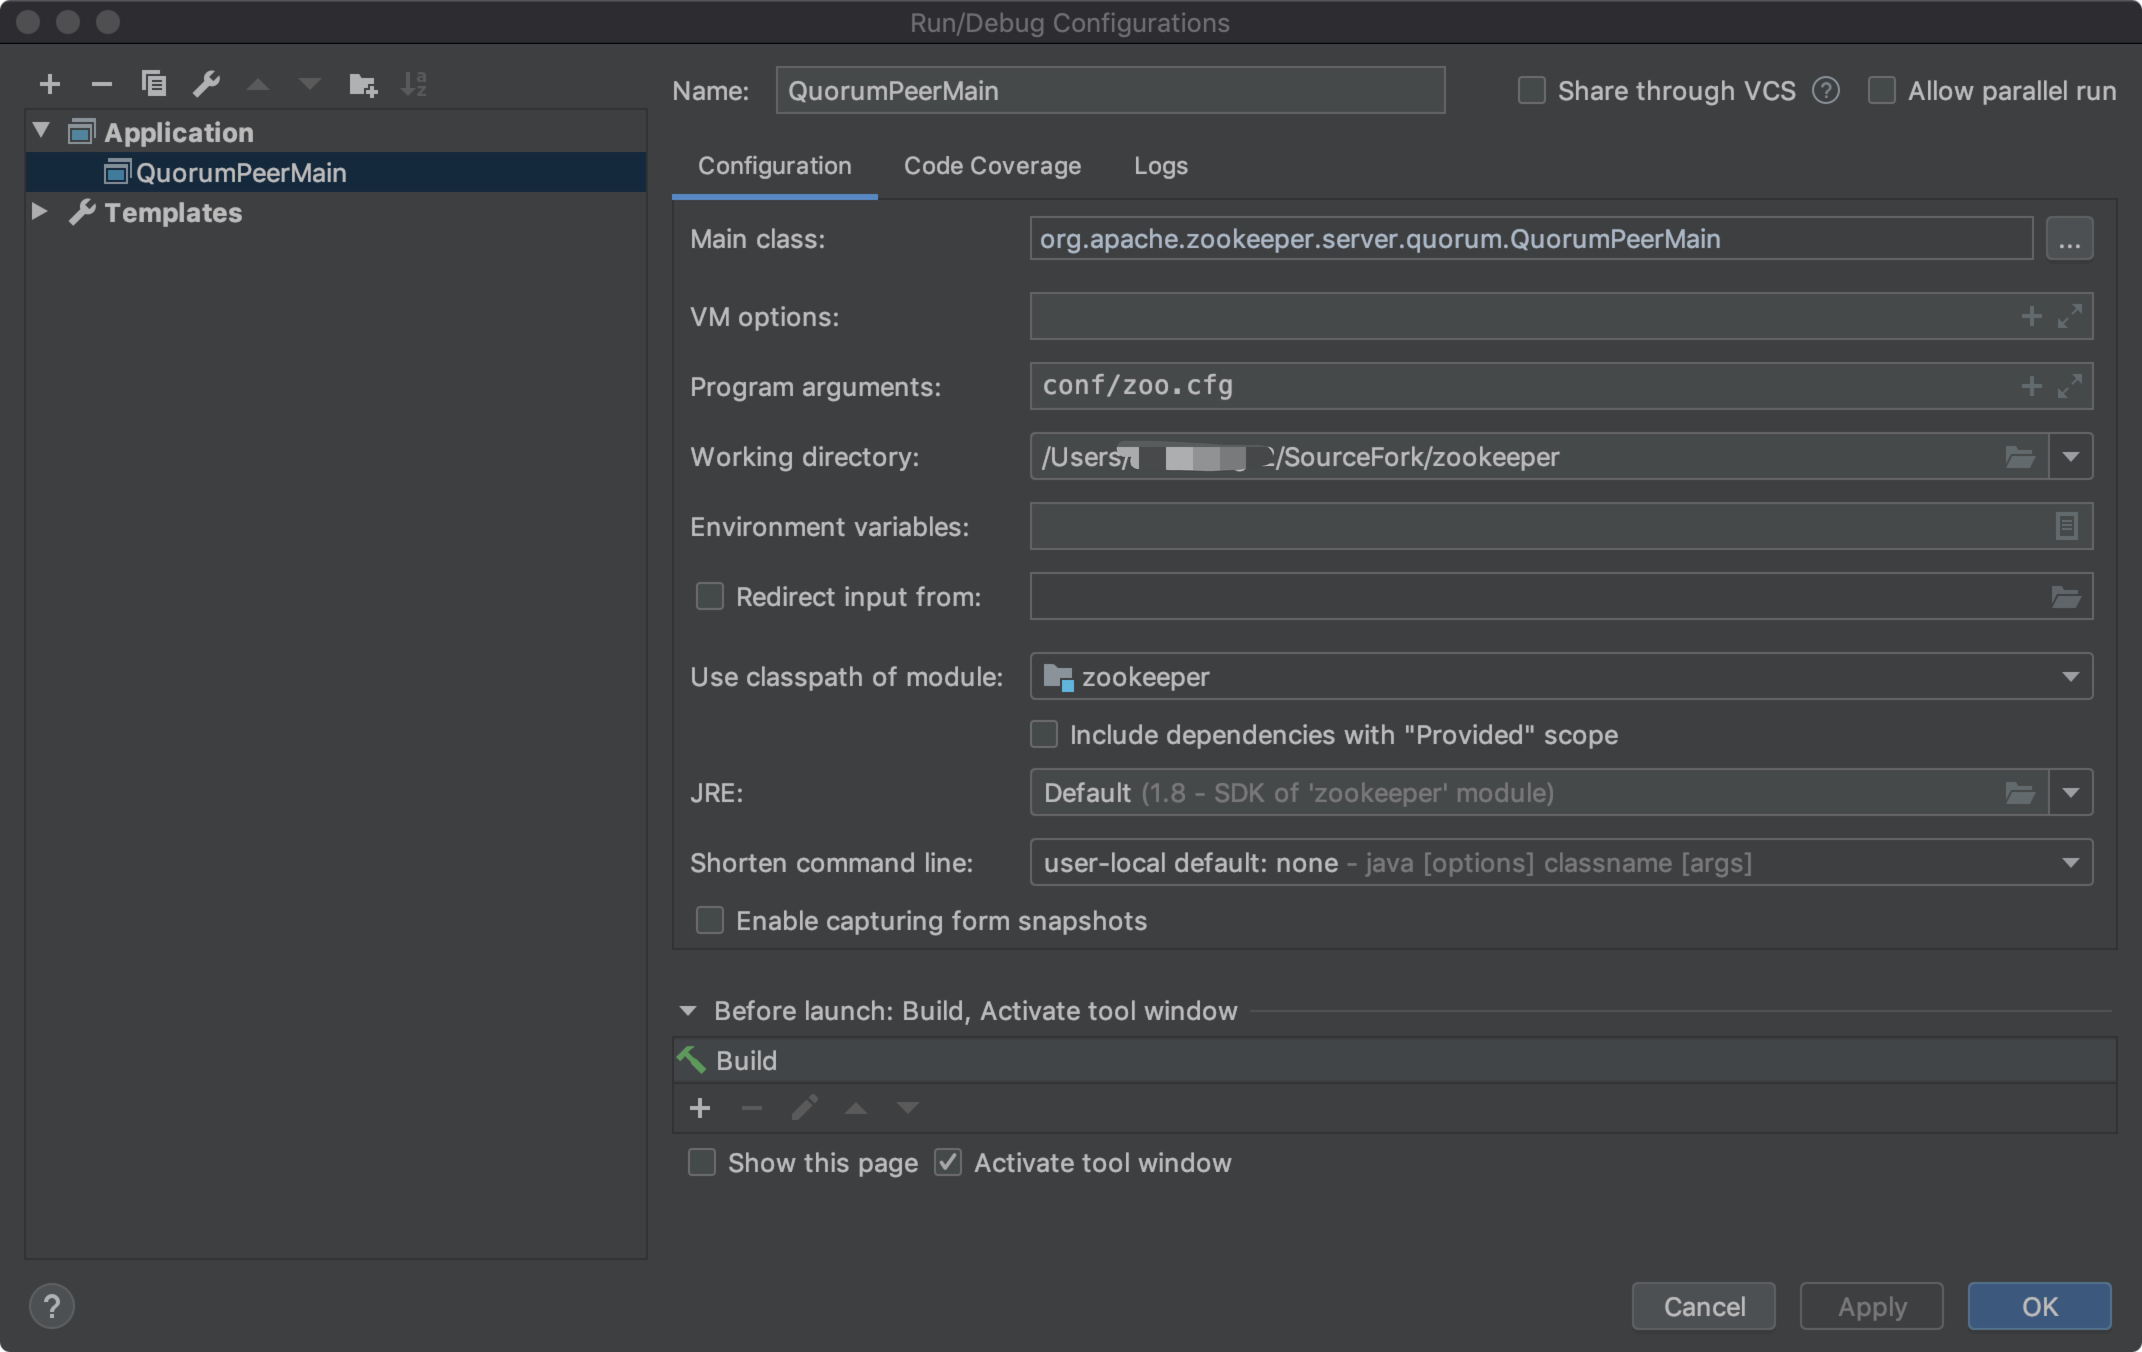 Run/Debug Configurations
Application
QuorumPeerMain
Templates
Name: QuorumPeerMain
Share through VCS ?
Allow parallel run
Configuration Code Coverage Logs
Main class: org.apache.zookeeper.server.quorum.QuorumPeerMain ...
VM options:
Program arguments: conf/zoo.cfg
Working directory: /Users/ /SourceFork/zookeeper
Environment variables:
Redirect input from:
Use classpath of module: zookeeper
Include dependencies with "Provided" scope
JRE: Default (1.8 - SDK of 'zookeeper' module)
Shorten command line: user-local default: none - java [options] classname [args]
Enable capturing form snapshots
Before launch: Build, Activate tool window
Build
Show this page Activate tool window
? Cancel Apply OK